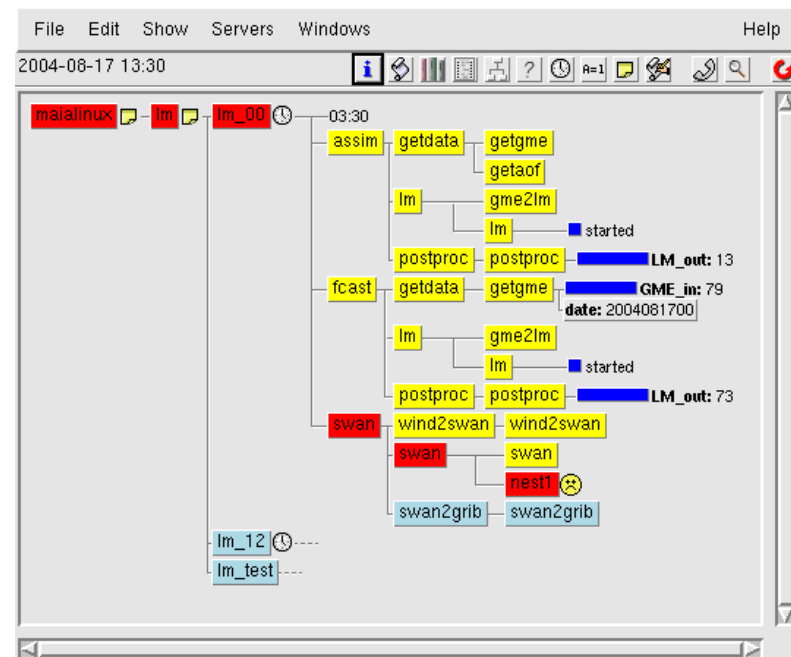 File Edit Show Servers Windows Help
2004-08-17 13:30 i ? A=1
maialinux lm lm_00 03:30
assim getdata getgme
getaof
lm gme2lm
lm started
postproc postproc LM_out: 13
fcast getdata getgme GME_in: 79
date: 2004081700
lm gme2lm
lm started
postproc postproc LM_out: 73
swan wind2swan wind2swan
swan swan
nest1
swan2grib swan2grib
lm_12
lm_test